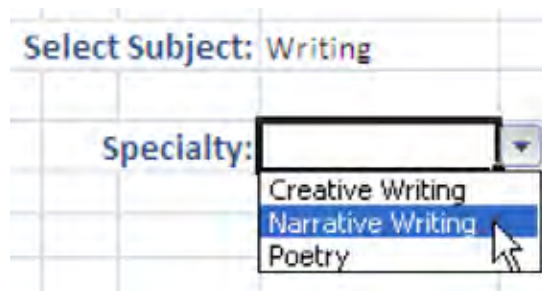 Select Subject: Writing
Specialty:
Creative Writing
Narrative Writing
Poetry